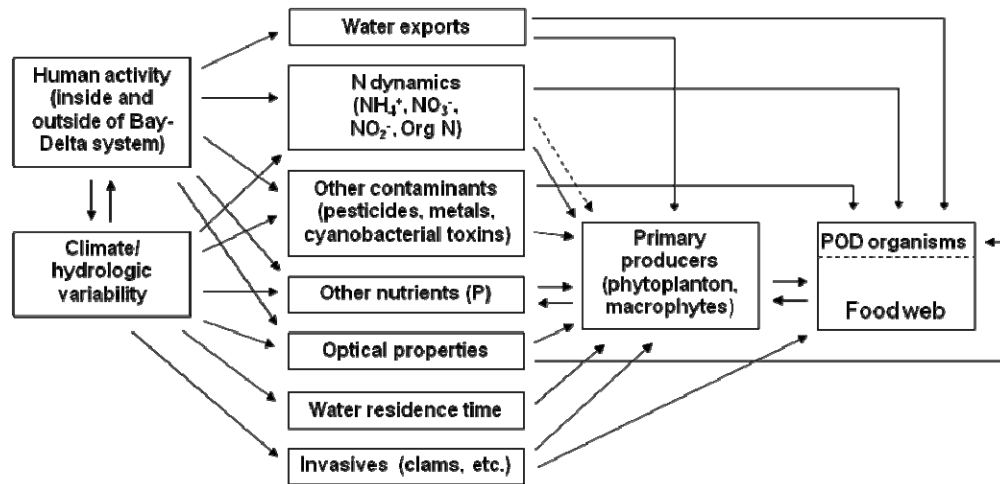 Human activity
(inside and
outside of Bay-
Delta system)
Climate/
hydrologic
variability
Water exports
N dynamics
(NH₄⁺, NO₃⁻,
NO₂⁻, Org N)
Other contaminants
(pesticides, metals,
cyanobacterial toxins)
Other nutrients (P)
Optical properties
Water residence time
Invasives (clams, etc.)
Primary
producers
(phytoplanton,
macrophytes)
POD organisms
Food web